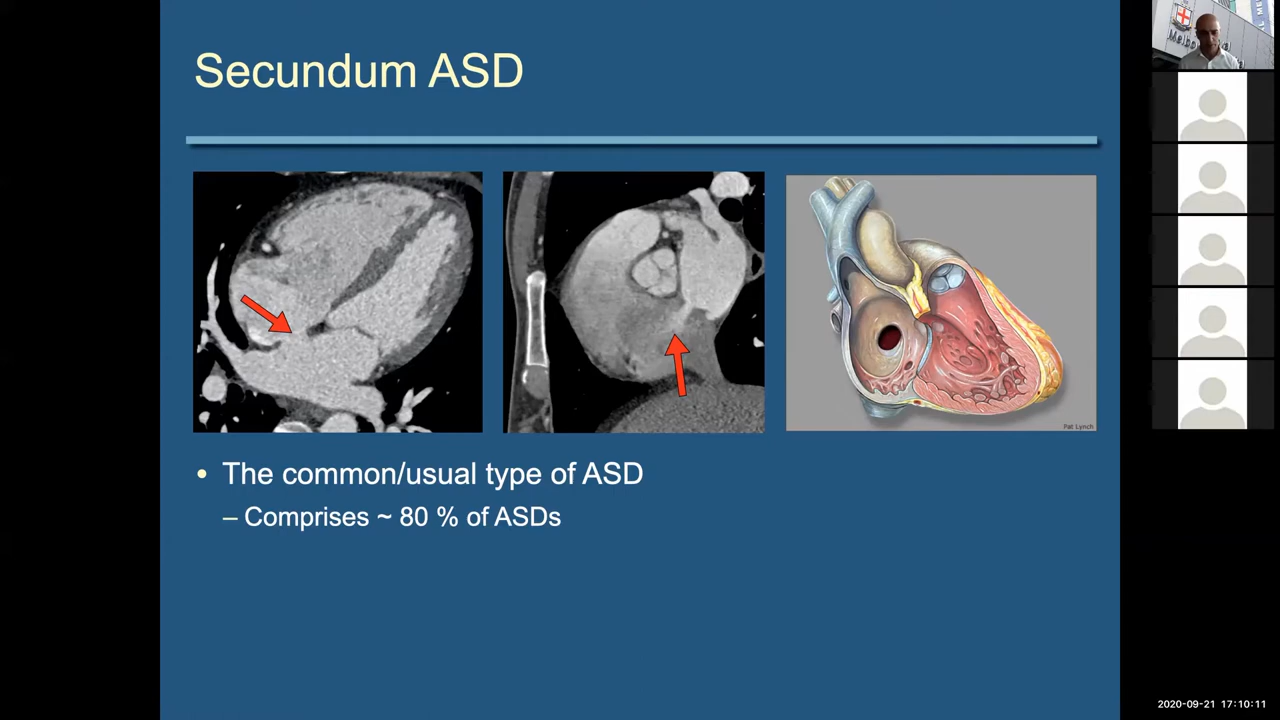 Secundum ASD
Pat Lynch
• The common/usual type of ASD
– Comprises ~ 80 % of ASDs
2020-09-21 17:10:11